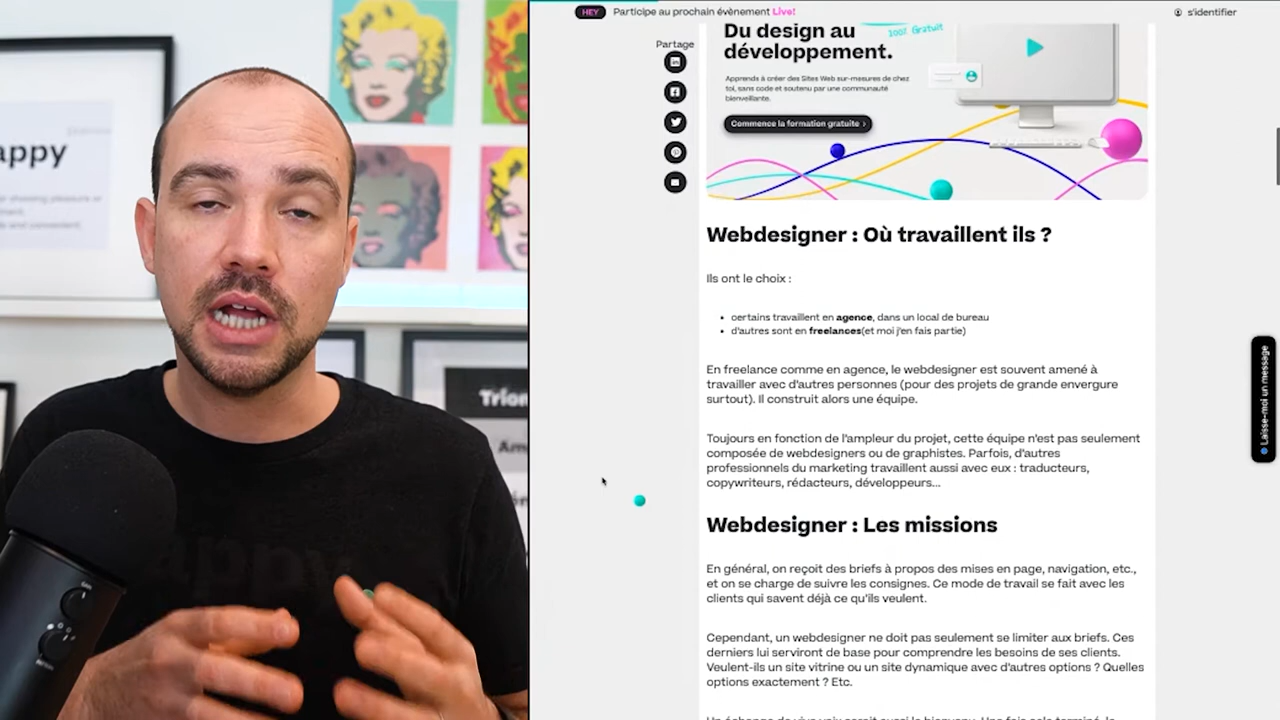 HEY Participe au prochain évènement Live!
s'identifier
Partage
Du design au
développement.
100% Gratuit
Apprends à créer des Sites Web sur-mesures de chez
toi, sans code et soutenu par une communauté
bienveillante.
Commence la formation gratuite ›
Webdesigner : Où travaillent ils ?
Ils ont le choix :
• certains travaillent en agence, dans un local de bureau
• d'autres sont en freelances(et moi j'en fais partie)
En freelance comme en agence, le webdesigner est souvent amené à
travailler avec d'autres personnes (pour des projets de grande envergure
surtout). Il construit alors une équipe.
Toujours en fonction de l'ampleur du projet, cette équipe n'est pas seulement
composée de webdesigners ou de graphistes. Parfois, d'autres
professionnels du marketing travaillent aussi avec eux : traducteurs,
copywriters, rédacteurs, développeurs...
Webdesigner : Les missions
En général, on reçoit des briefs à propos des mises en page, navigation, etc.,
et on se charge de suivre les consignes. Ce mode de travail se fait avec les
clients qui savent déjà ce qu'ils veulent.
Cependant, un webdesigner ne doit pas seulement se limiter aux briefs. Ces
derniers lui serviront de base pour comprendre les besoins de ses clients.
Veulent-ils un site vitrine ou un site dynamique avec d'autres options ? Quelles
options exactement ? Etc.
Laisse-moi un message
appy